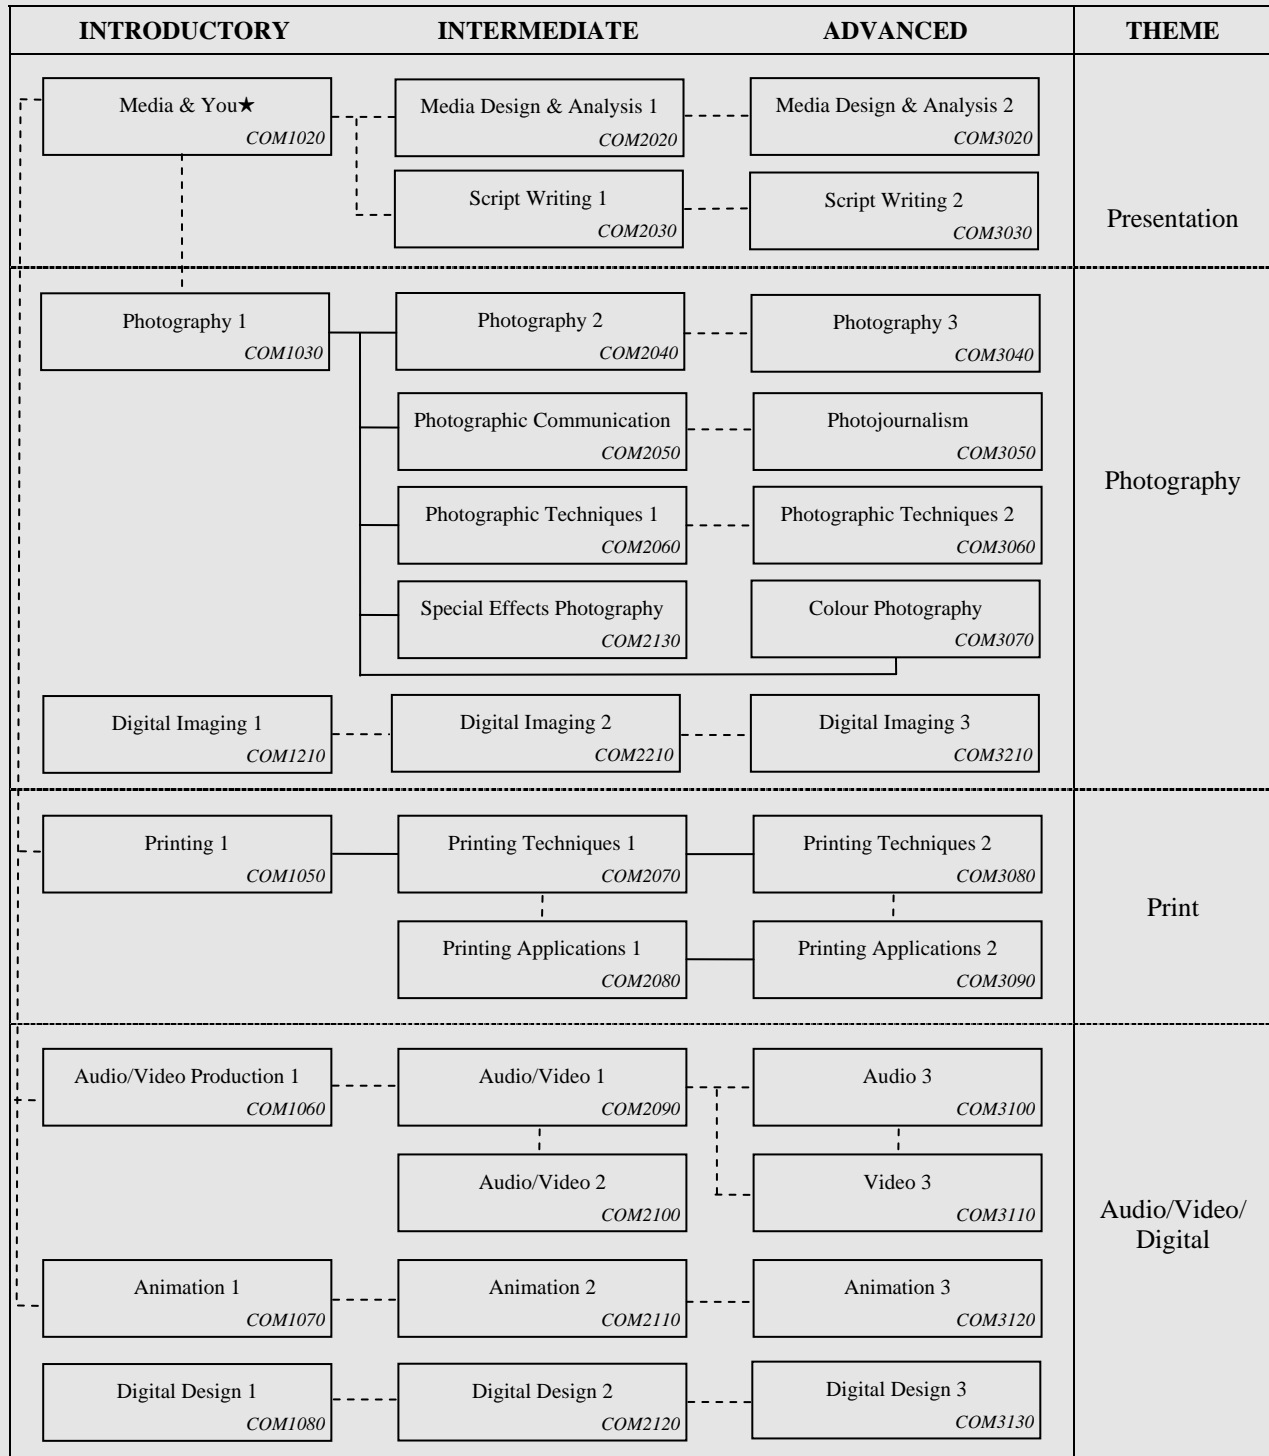 INTRODUCTORY INTERMEDIATE ADVANCED THEME
Media & You★ Media Design & Analysis 1 Media Design & Analysis 2
COM1020 COM2020 COM3020
Script Writing 1 Script Writing 2
COM2030 COM3030
Presentation
Photography 1 Photography 2 Photography 3
COM1030 COM2040 COM3040
Photographic Communication Photojournalism
COM2050 COM3050
Photography
Photographic Techniques 1 Photographic Techniques 2
COM2060 COM3060
Special Effects Photography Colour Photography
COM2130 COM3070
Digital Imaging 1 Digital Imaging 2 Digital Imaging 3
COM1210 COM2210 COM3210
Printing 1 Printing Techniques 1 Printing Techniques 2
COM1050 COM2070 COM3080
Print
Printing Applications 1 Printing Applications 2
COM2080 COM3090
Audio/Video Production 1 Audio/Video 1 Audio 3
COM1060 COM2090 COM3100
Audio/Video 2 Video 3
COM2100 COM3110
Audio/Video/
Digital
Animation 1 Animation 2 Animation 3
COM1070 COM2110 COM3120
Digital Design 1 Digital Design 2 Digital Design 3
COM1080 COM2120 COM3130